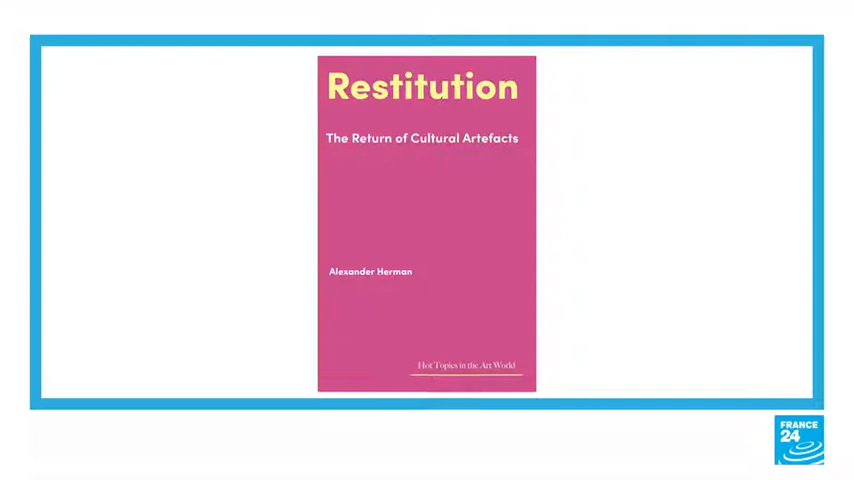 Restitution
The Return of Cultural Artefacts
Alexander Herman
Hot Topics in the Art World
FRANCE
24